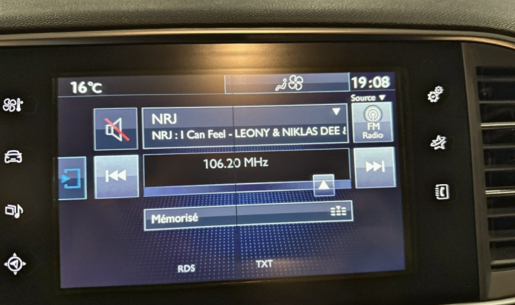 16°C
19:08
Source ▼
NRJ
NRJ : I Can Feel - LEONY & NIKLAS DEE &
FM
Radio
106.20 MHz
Mémorisé
RDS
TXT